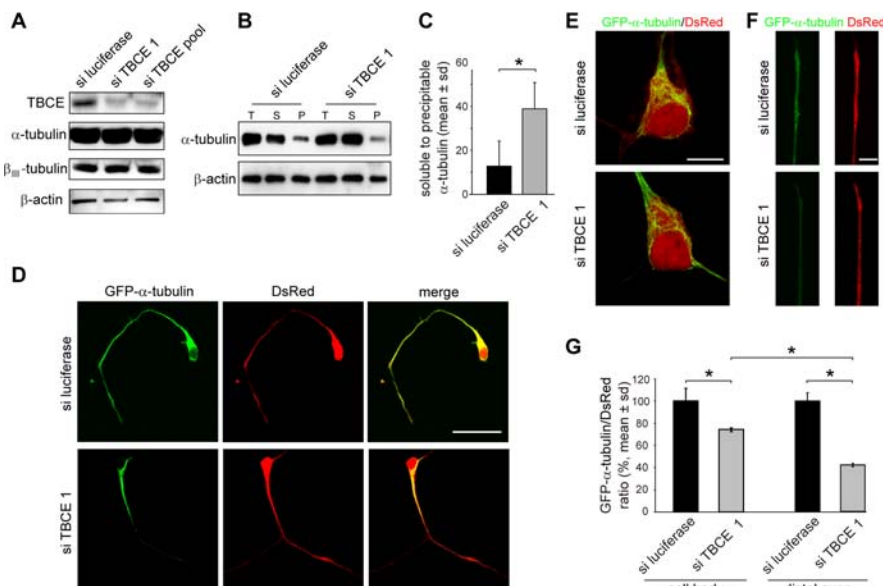 A
si luciferase
si TBCE 1
si TBCE pool
TBCE
α-tubulin
βIII-tubulin
β-actin
B
si luciferase
si TBCE 1
T S P T S P
α-tubulin
β-actin
C
soluble to precipitable
α-tubulin (mean ± sd)
60
40
20
0
*
si luciferase
si TBCE 1
D
GFP-α-tubulin
DsRed
merge
si luciferase
si TBCE 1
E
GFP-α-tubulin/DsRed
si luciferase
si TBCE 1
F
GFP-α-tubulin DsRed
si luciferase
si TBCE 1
G
GFP-α-tubulin/DsRed
ratio (%, mean ± sd)
120
100
80
60
40
20
0
*
*
*
si luciferase
si TBCE 1
si luciferase
si TBCE 1